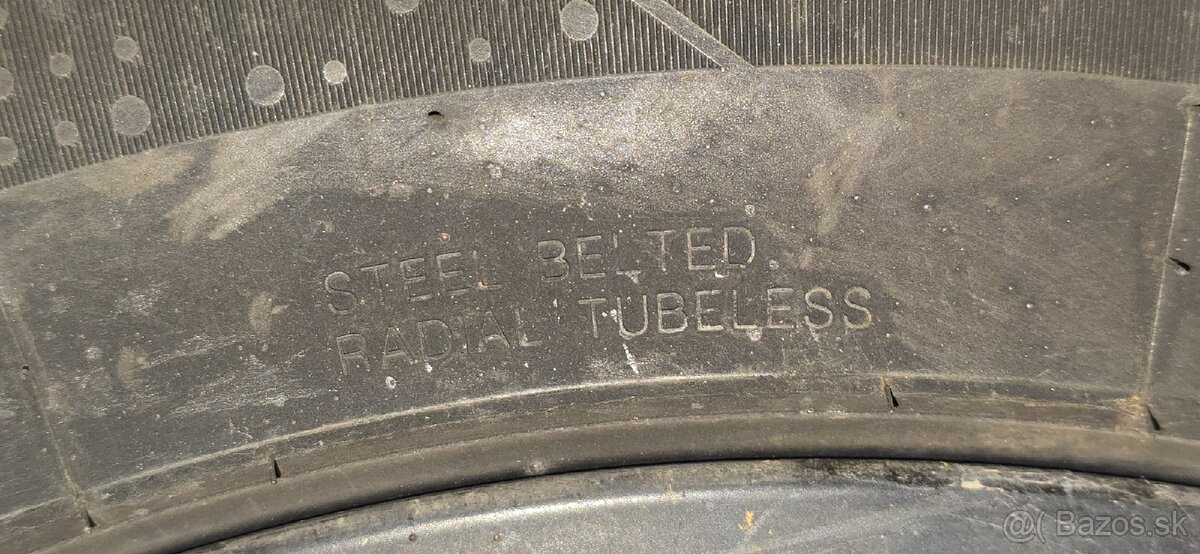 STEEL BELTED
RADIAL TUBELESS
@( Bazos.sk